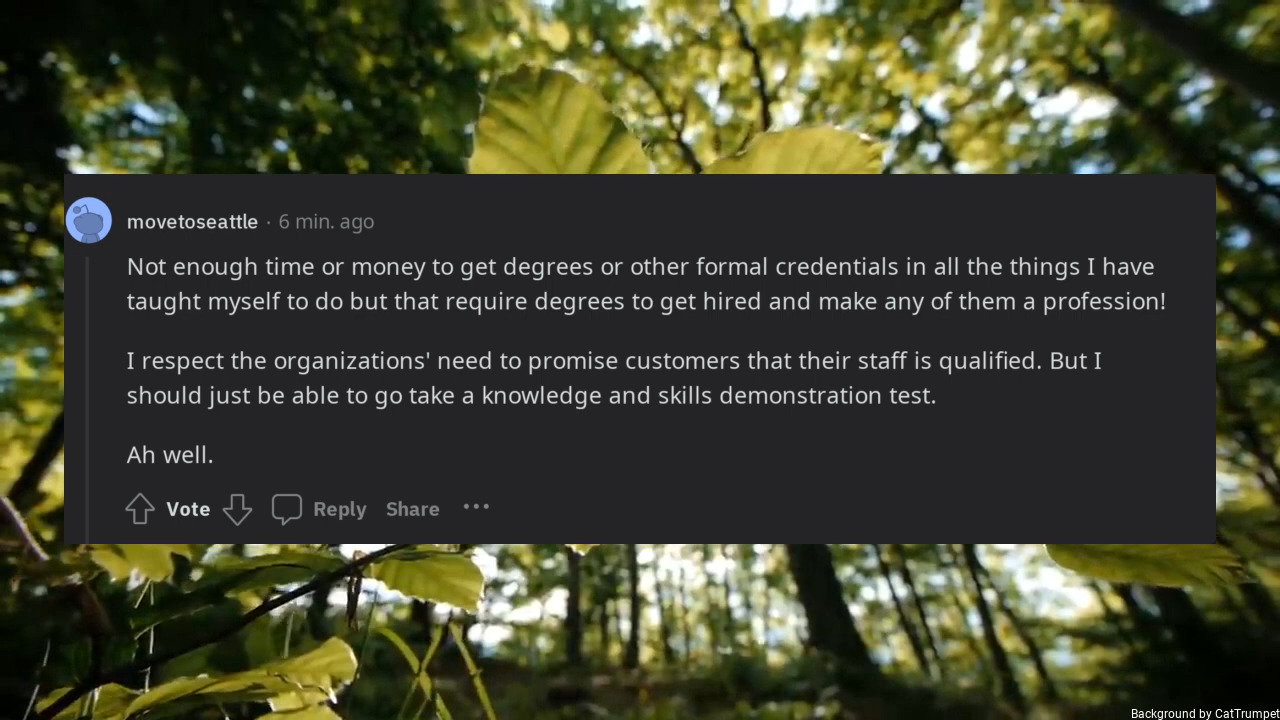 movetoseattle · 6 min. ago
Not enough time or money to get degrees or other formal credentials in all the things I have
taught myself to do but that require degrees to get hired and make any of them a profession!
I respect the organizations' need to promise customers that their staff is qualified. But I
should just be able to go take a knowledge and skills demonstration test.
Ah well.
Vote Reply Share ...
Background by CatTrumpet